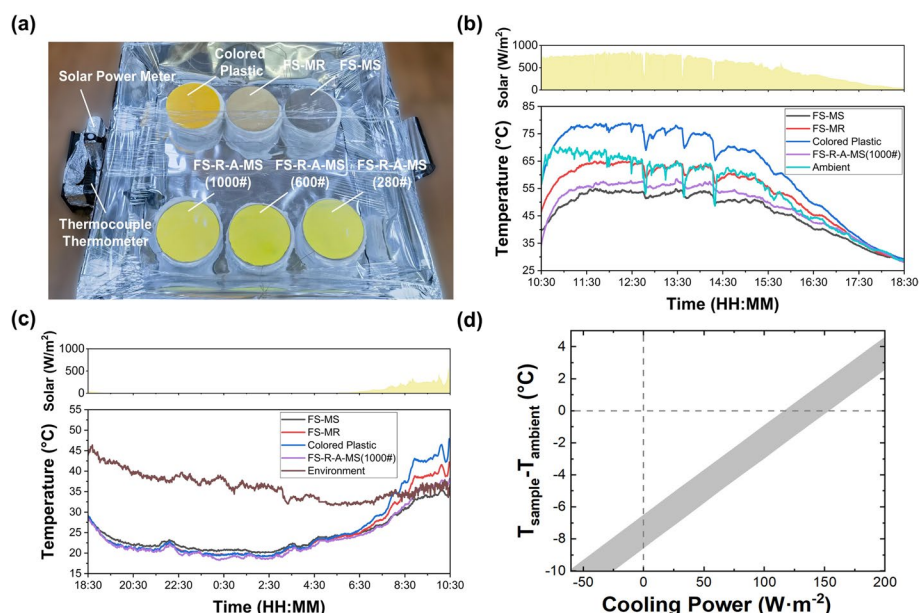 (a)
Colored
Plastic
FS-MR
FS-MS
Solar Power Meter
FS-R-A-MS
(1000#)
FS-R-A-MS
(600#)
FS-R-A-MS
(280#)
Thermocouple
Thermometer
(b)
Solar (W/m²)
1000
500
0
Temperature (°C)
85
75
65
55
45
35
25
FS-MS
FS-MR
Colored Plastic
FS-R-A-MS(1000#)
Ambient
10:30 11:30 12:30 13:30 14:30 15:30 16:30 17:30 18:30
Time (HH:MM)
(c)
Solar (W/m²)
1000
500
0
Temperature (°C)
55
50
45
40
35
30
25
20
15
FS-MS
FS-MR
Colored Plastic
FS-R-A-MS(1000#)
Environment
18:30 20:30 22:30 0:30 2:30 4:30 6:30 8:30 10:30
Time (HH:MM)
(d)
Tsample-Tambient (°C)
4
2
0
-2
-4
-6
-8
-10
-50 0 50 100 150 200
Cooling Power (W·m⁻²)